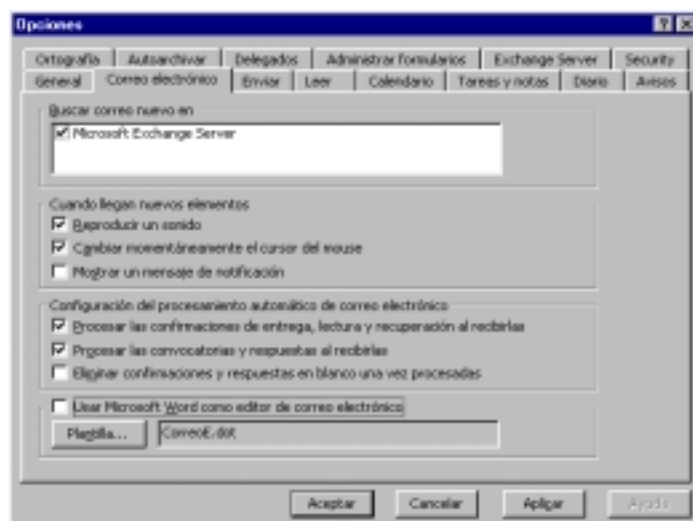 Opciones
Ortografía Autoarchivar Delegados Administrar formularios Exchange Server Security
General Correo electrónico Enviar Leer Calendario Tareas y notas Diario Avisos
Buscar correo nuevo en
Microsoft Exchange Server
Cuando llegan nuevos elementos
Reproducir un sonido
Cambiar momentáneamente el cursor del mouse
Mostrar un mensaje de notificación
Configuración del procesamiento automático de correo electrónico
Procesar las confirmaciones de entrega, lectura y recuperación al recibirlas
Procesar las convocatorias y respuestas al recibirlas
Eliminar confirmaciones y respuestas en blanco una vez procesadas
Usar Microsoft Word como editor de correo electrónico
Plantilla... CorreoE.dot
Aceptar Cancelar Aplicar Ayuda